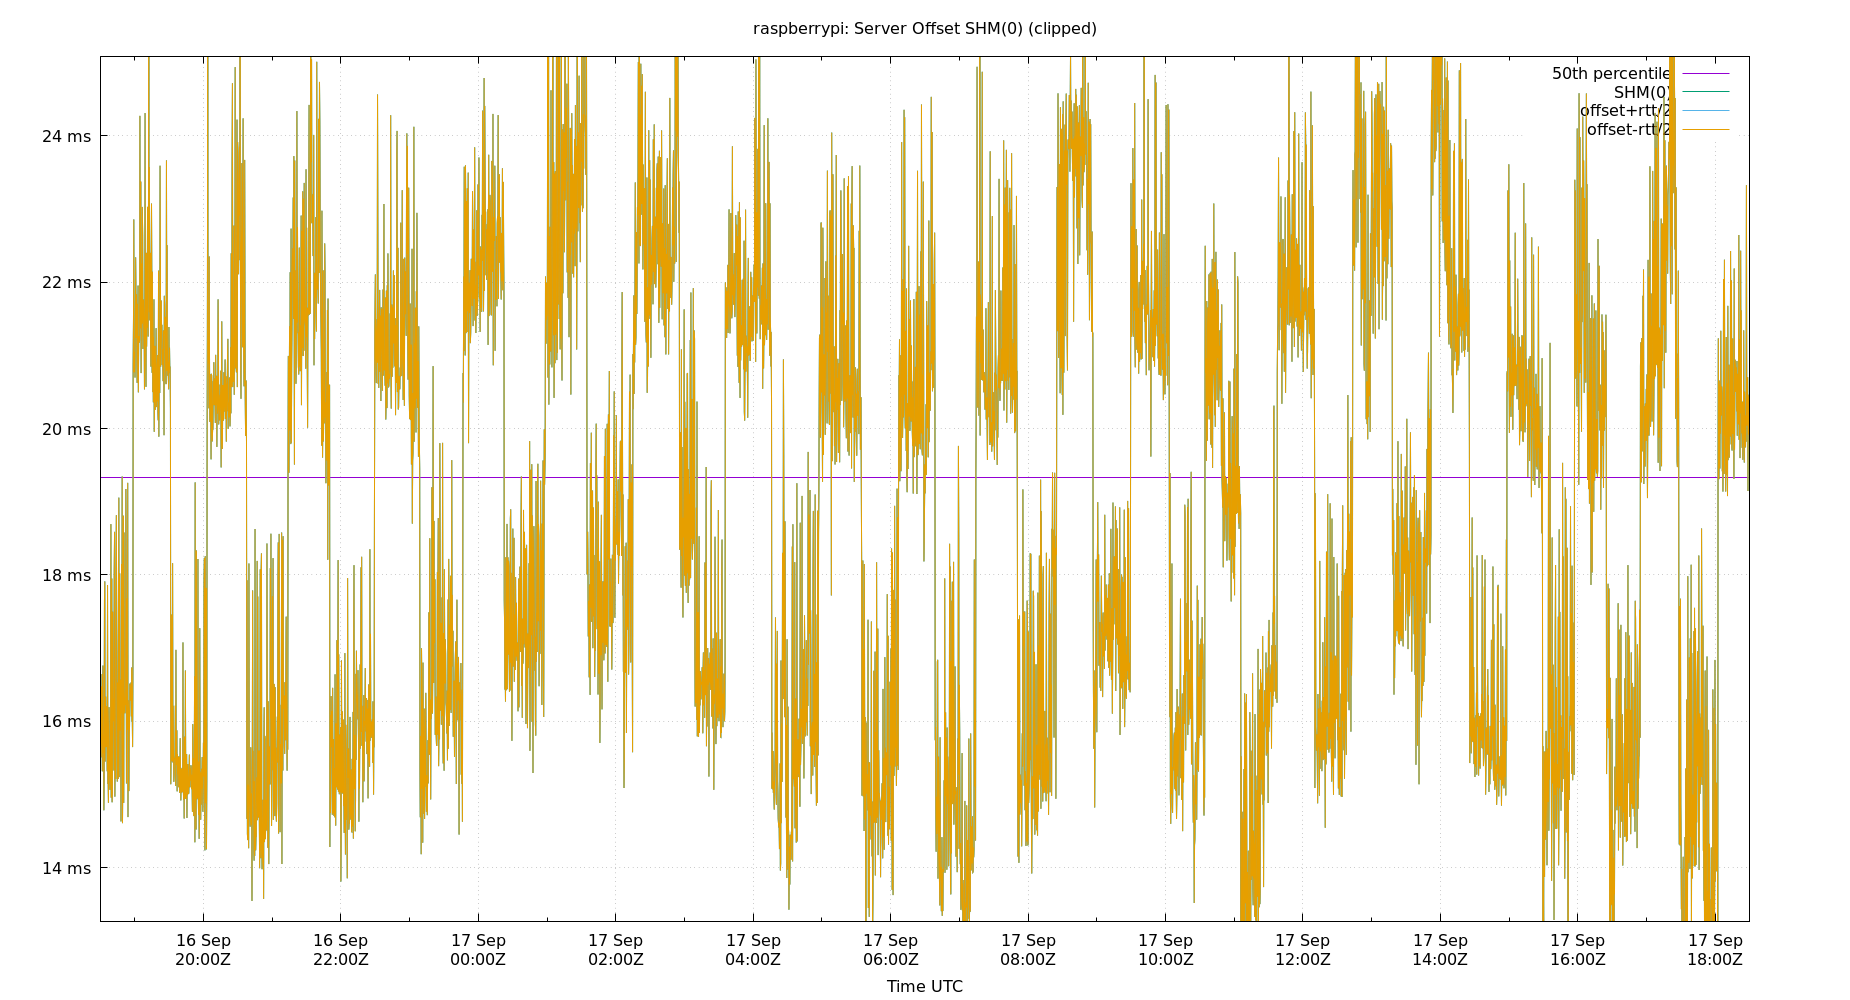 raspberrypi: Server Offset SHM(0) (clipped)
50th percentile
SHM(0)
offset+rtt/2
offset-rtt/2
24 ms
22 ms
20 ms
18 ms
16 ms
14 ms
16 Sep 16 Sep 17 Sep 17 Sep 17 Sep 17 Sep 17 Sep 17 Sep 17 Sep 17 Sep 17 Sep 17 Sep
20:00Z 22:00Z 00:00Z 02:00Z 04:00Z 06:00Z 08:00Z 10:00Z 12:00Z 14:00Z 16:00Z 18:00Z
Time UTC